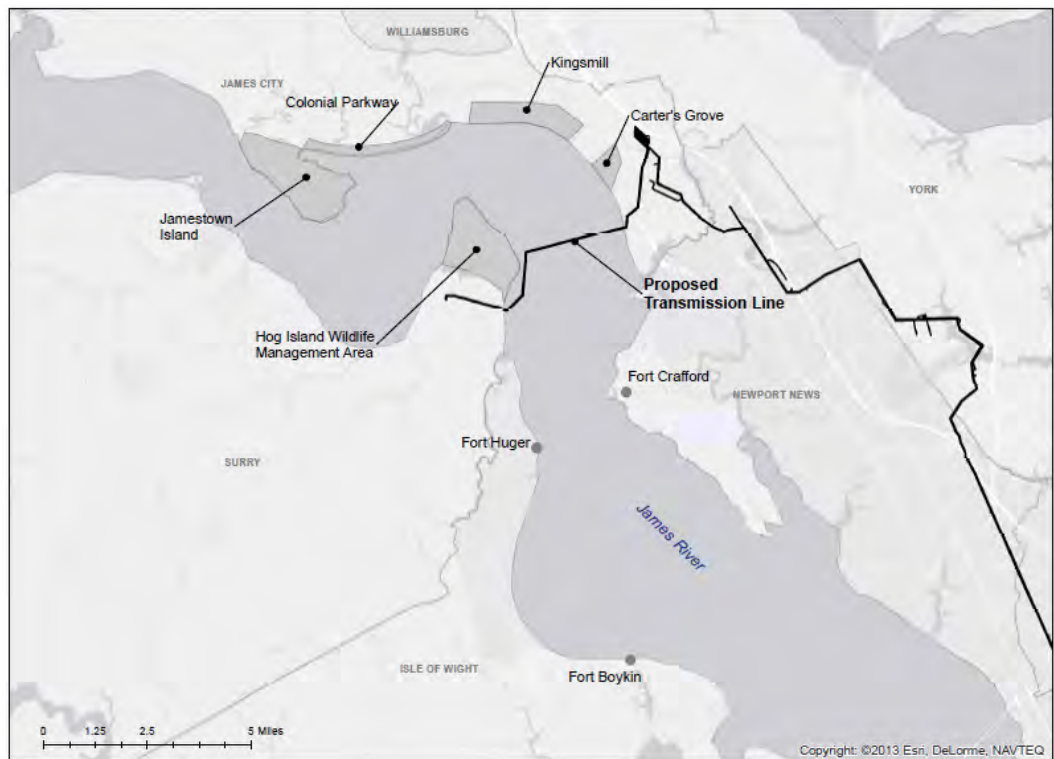 WILLIAMSBURG
Kingsmill
JAMES CITY
Colonial Parkway
Carter's Grove
YORK
Jamestown
Island
Proposed
Transmission Line
Hog Island Wildlife
Management Area
Fort Crafford
NEWPORT NEWS
Fort Huger
SURRY
James River
ISLE OF WIGHT
Fort Boykin
0 1.25 2.5 5 Miles
Copyright: ©2013 Esri, DeLorme, NAVTEQ